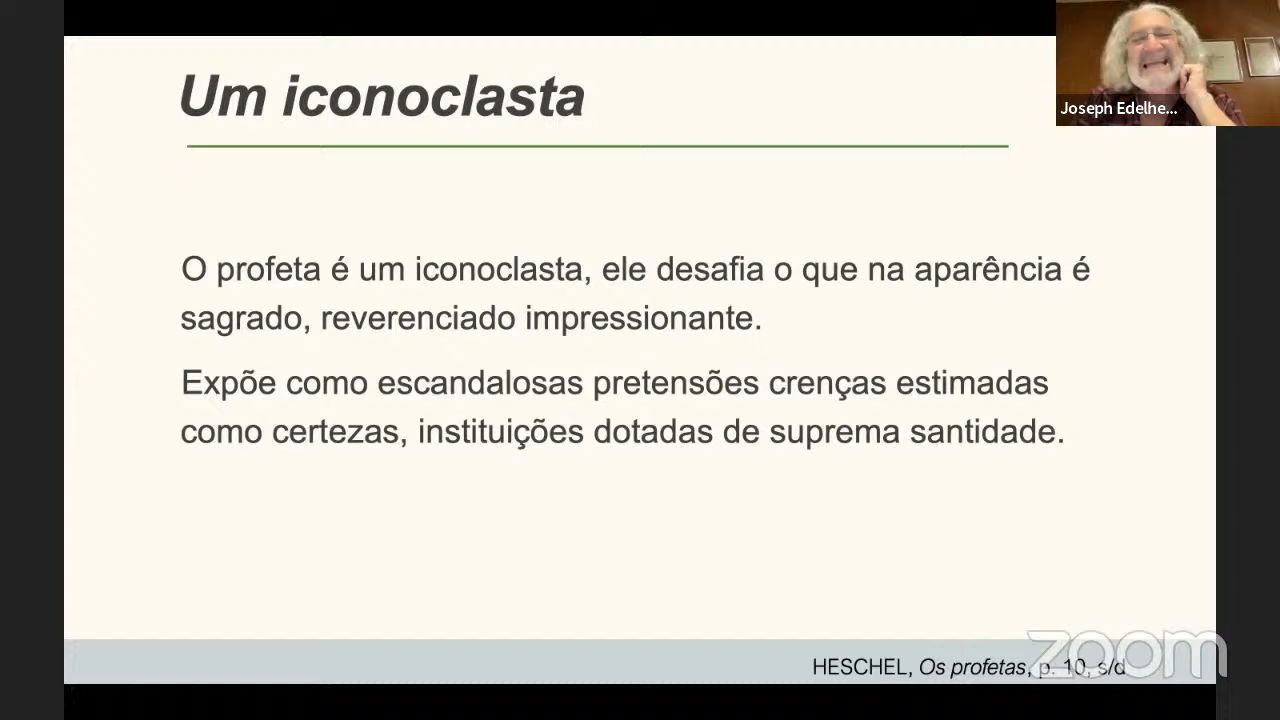 Um iconoclasta
Joseph Edelhe...
O profeta é um iconoclasta, ele desafia o que na aparência é
sagrado, reverenciado impressionante.
Expõe como escandalosas pretensões crenças estimadas
como certezas, instituições dotadas de suprema santidade.
HESCHEL, Os profetas, p. 10, s/d
zoom